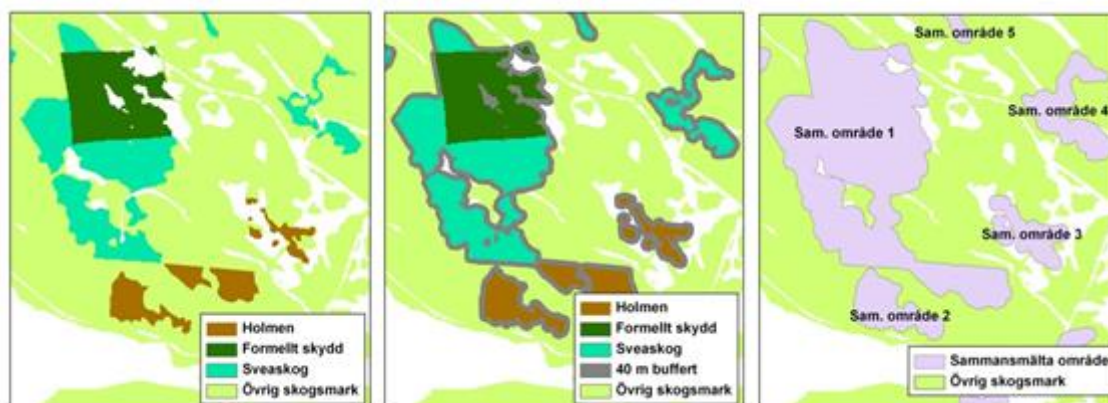 Holmen
Formellt skydd
Sveaskog
Övrig skogsmark
Holmen
Formellt skydd
Sveaskog
40 m buffert
Övrig skogsmark
Sam. område 5
Sam. område 4
Sam. område 1
Sam. område 3
Sam. område 2
Sammansmälta område
Övrig skogsmark